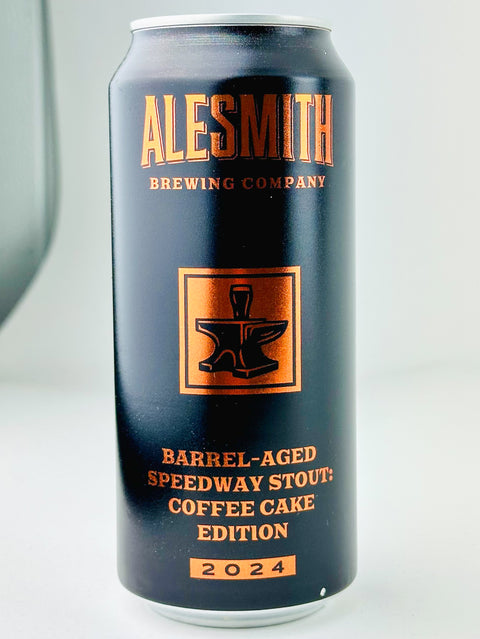 ALESMITH
BREWING COMPANY
BARREL-AGED
SPEEDWAY STOUT:
COFFEE CAKE
EDITION
2024